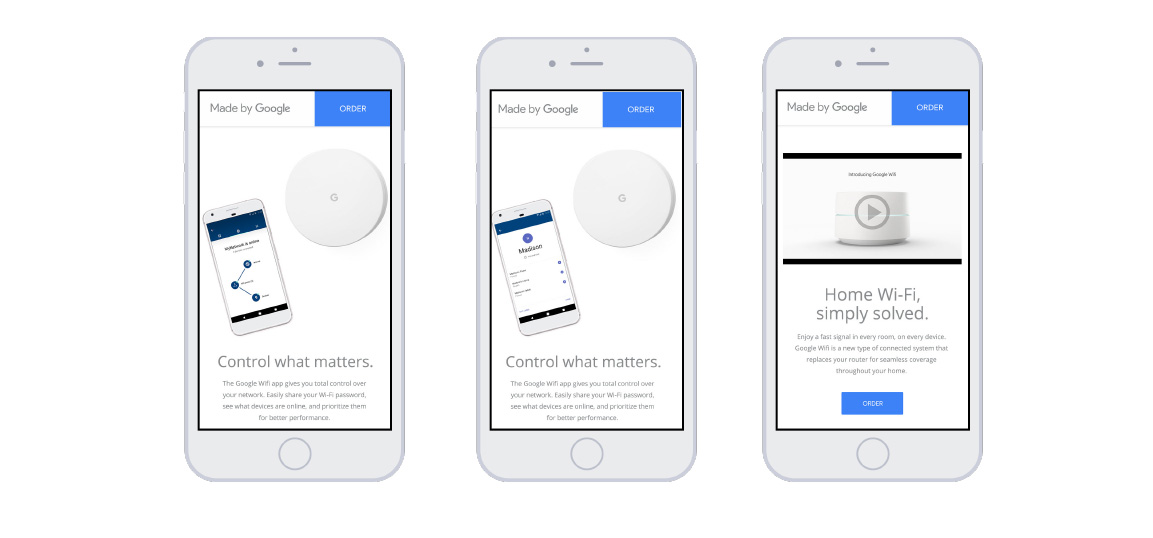 Made by Google
ORDER
G
MyNetwork is online
Control what matters.
The Google Wifi app gives you total control over
your network. Easily share your Wi-Fi password,
see what devices are online, and prioritize them
for better performance.
Made by Google
ORDER
G
Madison
Control what matters.
The Google Wifi app gives you total control over
your network. Easily share your Wi-Fi password,
see what devices are online, and prioritize them
for better performance.
Made by Google
ORDER
Introducing Google Wifi
Home Wi-Fi,
simply solved.
Enjoy a fast signal in every room, on every device.
Google Wifi is a new type of connected system that
replaces your router for seamless coverage
throughout your home.
ORDER